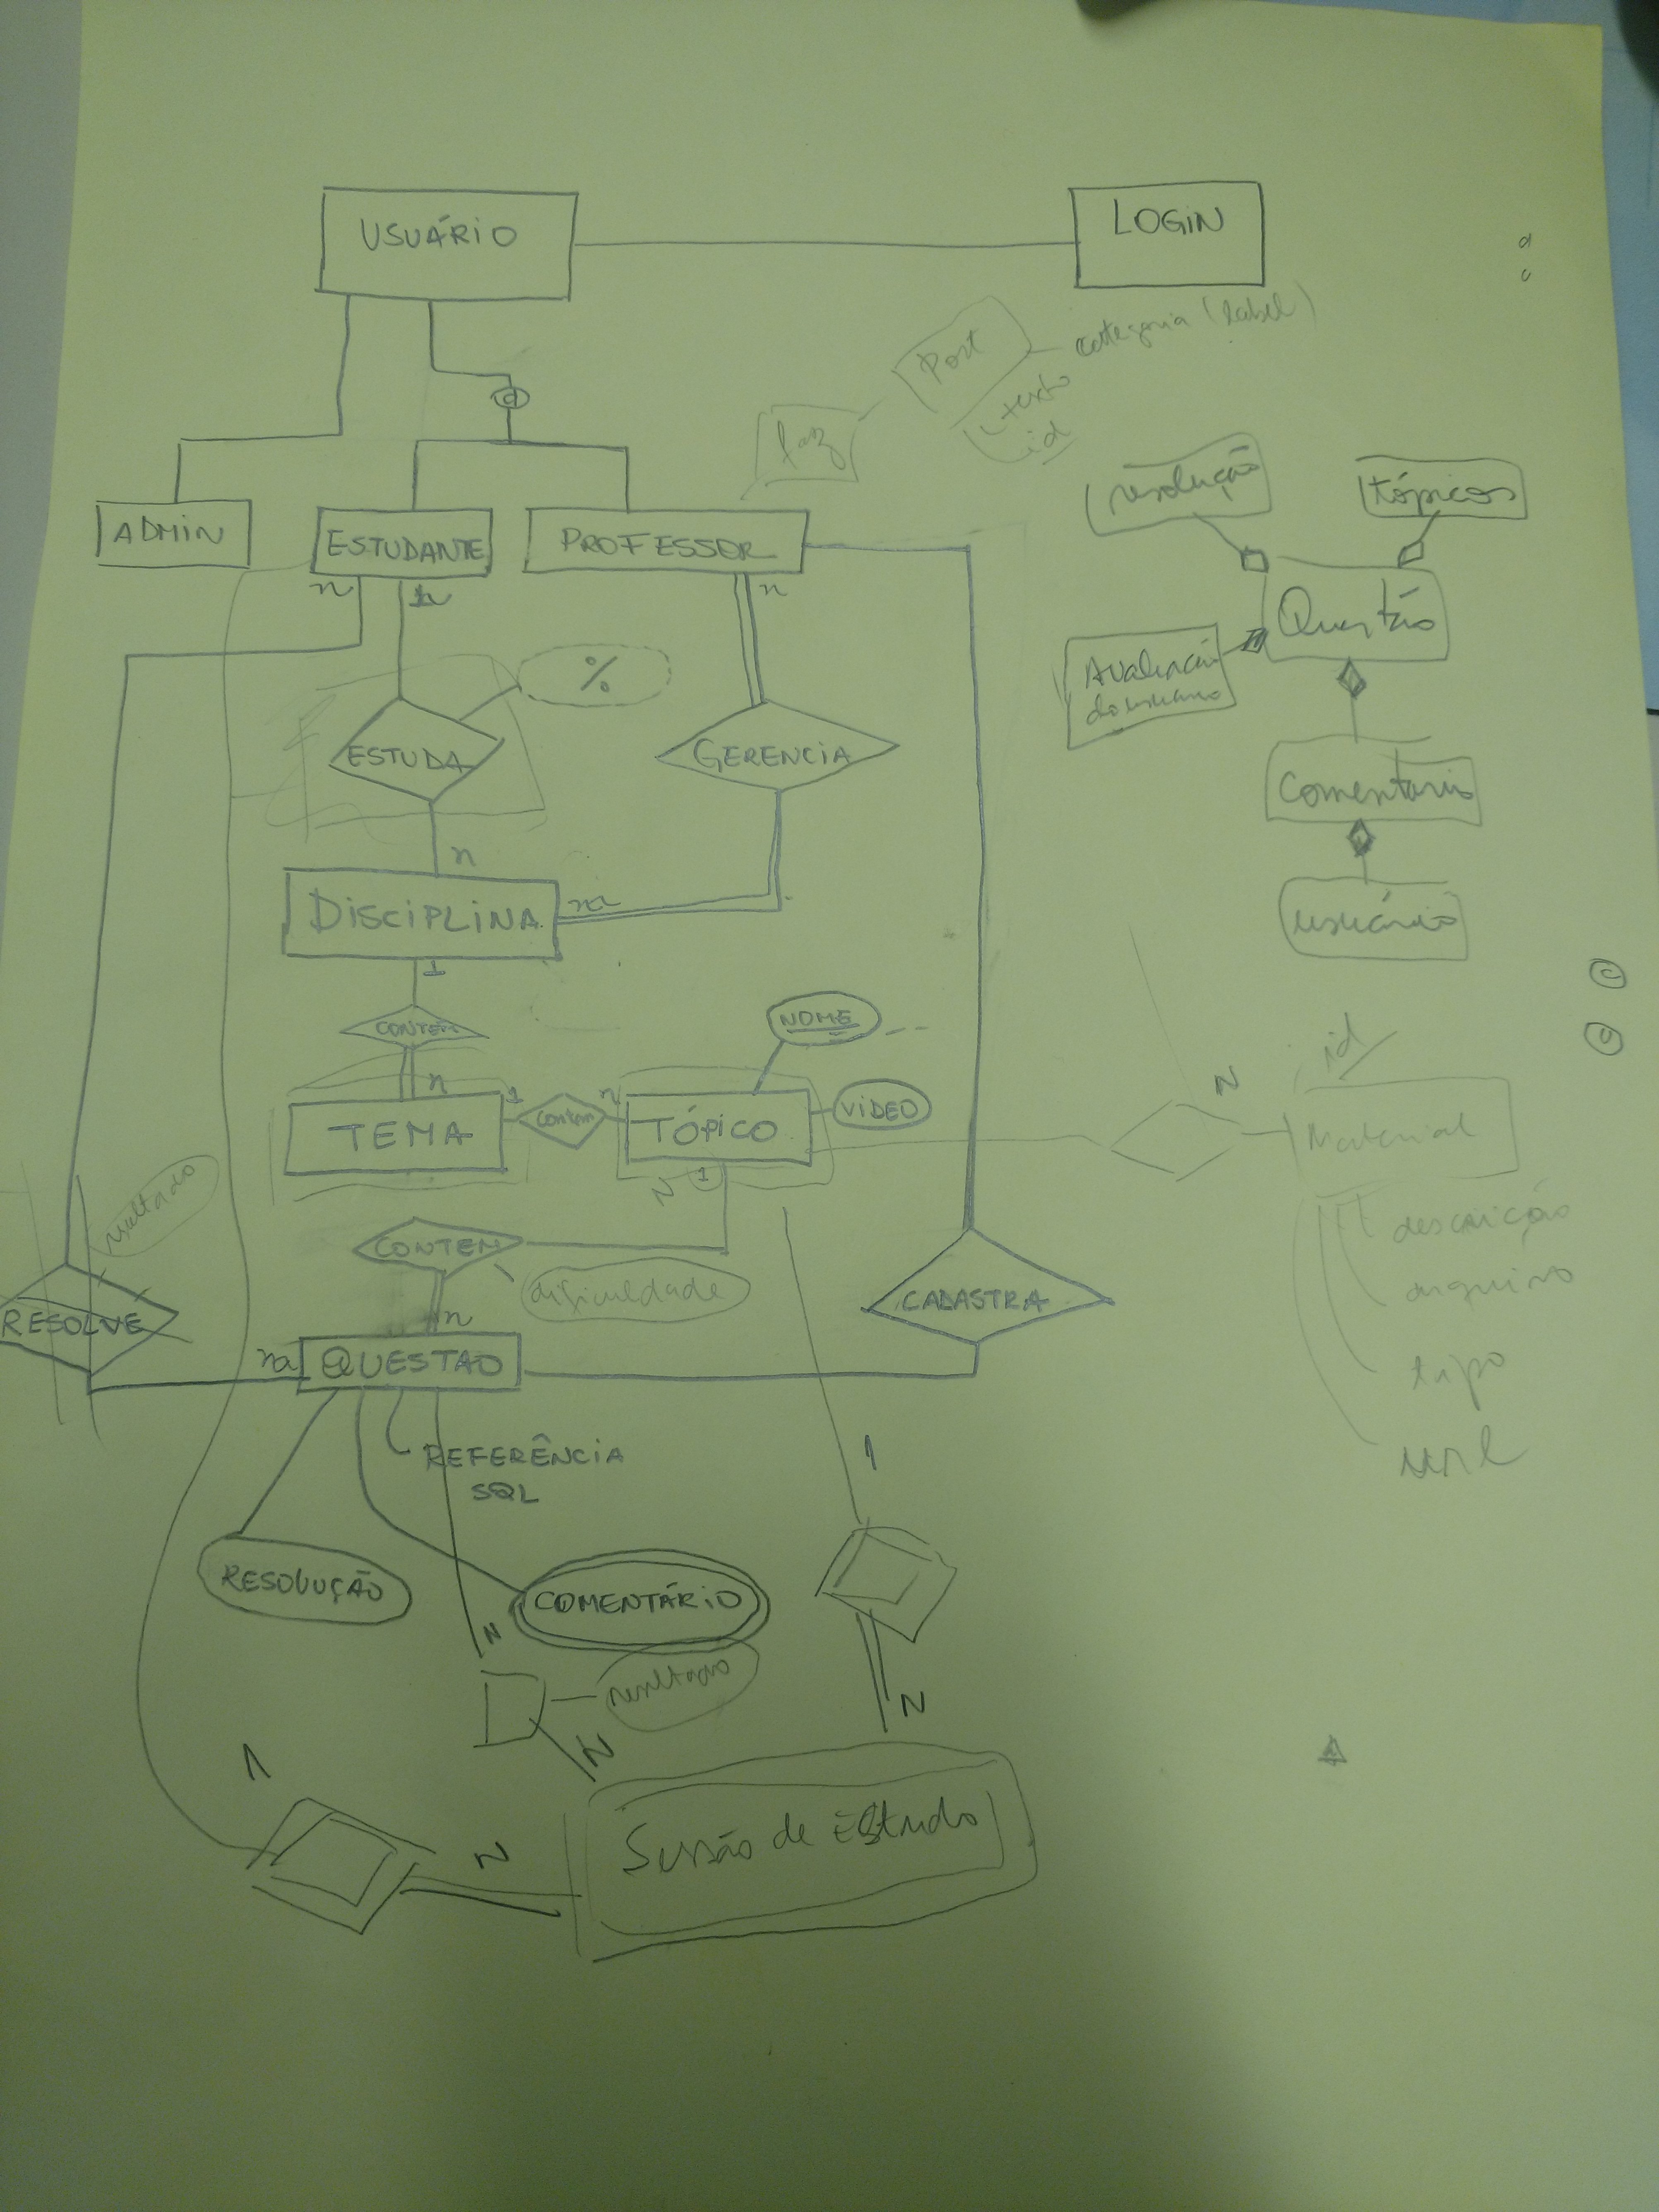 USUÁRIO
LOGIN
Post
categoria (label)
texto
id
faz
d
resolução
tópicos
ADMIN
ESTUDANTE
PROFESSOR
n
n
Questão
Avaliação
do usuario
%
ESTUDA
GERENCIA
comentario
n
DISCIPLINA
usuário
1
CONTEM
NOME
id
n
N
1
contem
n
TEMA
TÓPICO
VIDEO
Material
N
1
resultado
descrição
CONTEM
dificuldade
arquivo
RESOLVE
n
CADASTRA
tipo
QUESTAO
1
url
REFERÊNCIA
SQL
RESOLUÇÃO
COMENTÁRIO
N
resultado
N
N
1
N
Sessão de Estudo